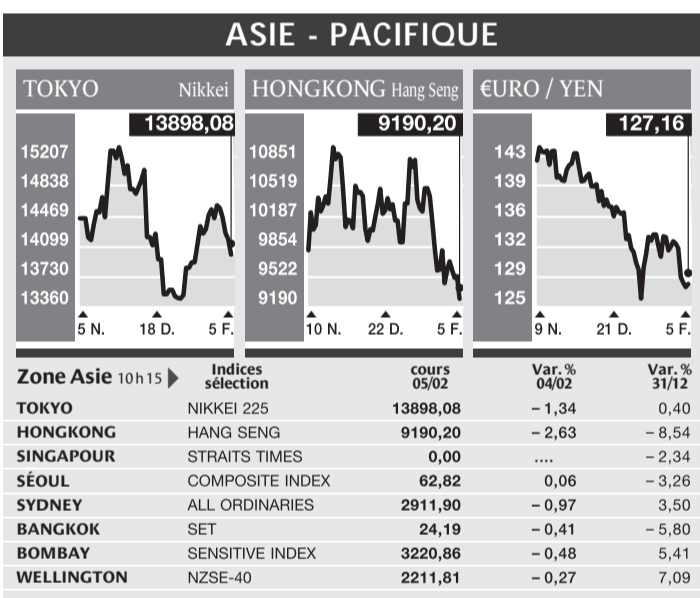 ASIE - PACIFIQUE
TOKYO Nikkei
13898,08
15207
14838
14469
14099
13730
13360
5 N. 18 D. 5 F.
HONGKONG Hang Seng
9190,20
10851
10519
10187
9854
9522
9190
10 N. 22 D. 5 F.
€URO / YEN
127,16
143
139
136
132
129
125
9 N. 21 D. 5 F.
Zone Asie 10h15 Indices sélection cours 05/02 Var. % 04/02 Var. % 31/12
TOKYO NIKKEI 225 13898,08 – 1,34 0,40
HONGKONG HANG SENG 9190,20 – 2,63 – 8,54
SINGAPOUR STRAITS TIMES 0,00 .... – 2,34
SÉOUL COMPOSITE INDEX 62,82 0,06 – 3,26
SYDNEY ALL ORDINARIES 2911,90 – 0,97 3,50
BANGKOK SET 24,19 – 0,41 – 5,80
BOMBAY SENSITIVE INDEX 3220,86 – 0,48 5,41
WELLINGTON NZSE-40 2211,81 – 0,27 7,09